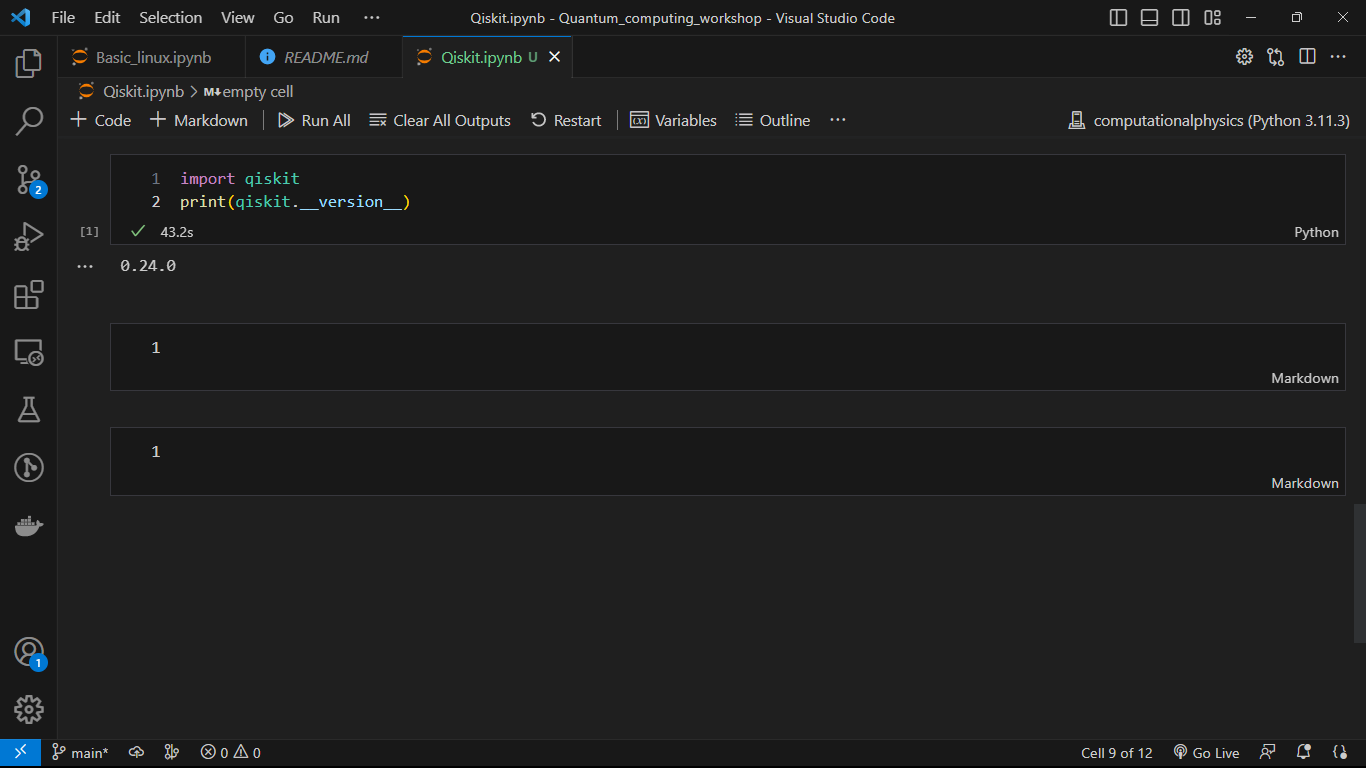 File Edit Selection View Go Run ··· Qiskit.ipynb - Quantum_computing_workshop - Visual Studio Code
Basic_linux.ipynb README.md Qiskit.ipynb U
Qiskit.ipynb > M↓ empty cell
+ Code + Markdown Run All Clear All Outputs Restart Variables Outline ··· computationalphysics (Python 3.11.3)
1 import qiskit
2 print(qiskit.__version__)
[1] 43.2s Python
··· 0.24.0
1
Markdown
1
Markdown
2
1
main* 0 0 Cell 9 of 12 Go Live